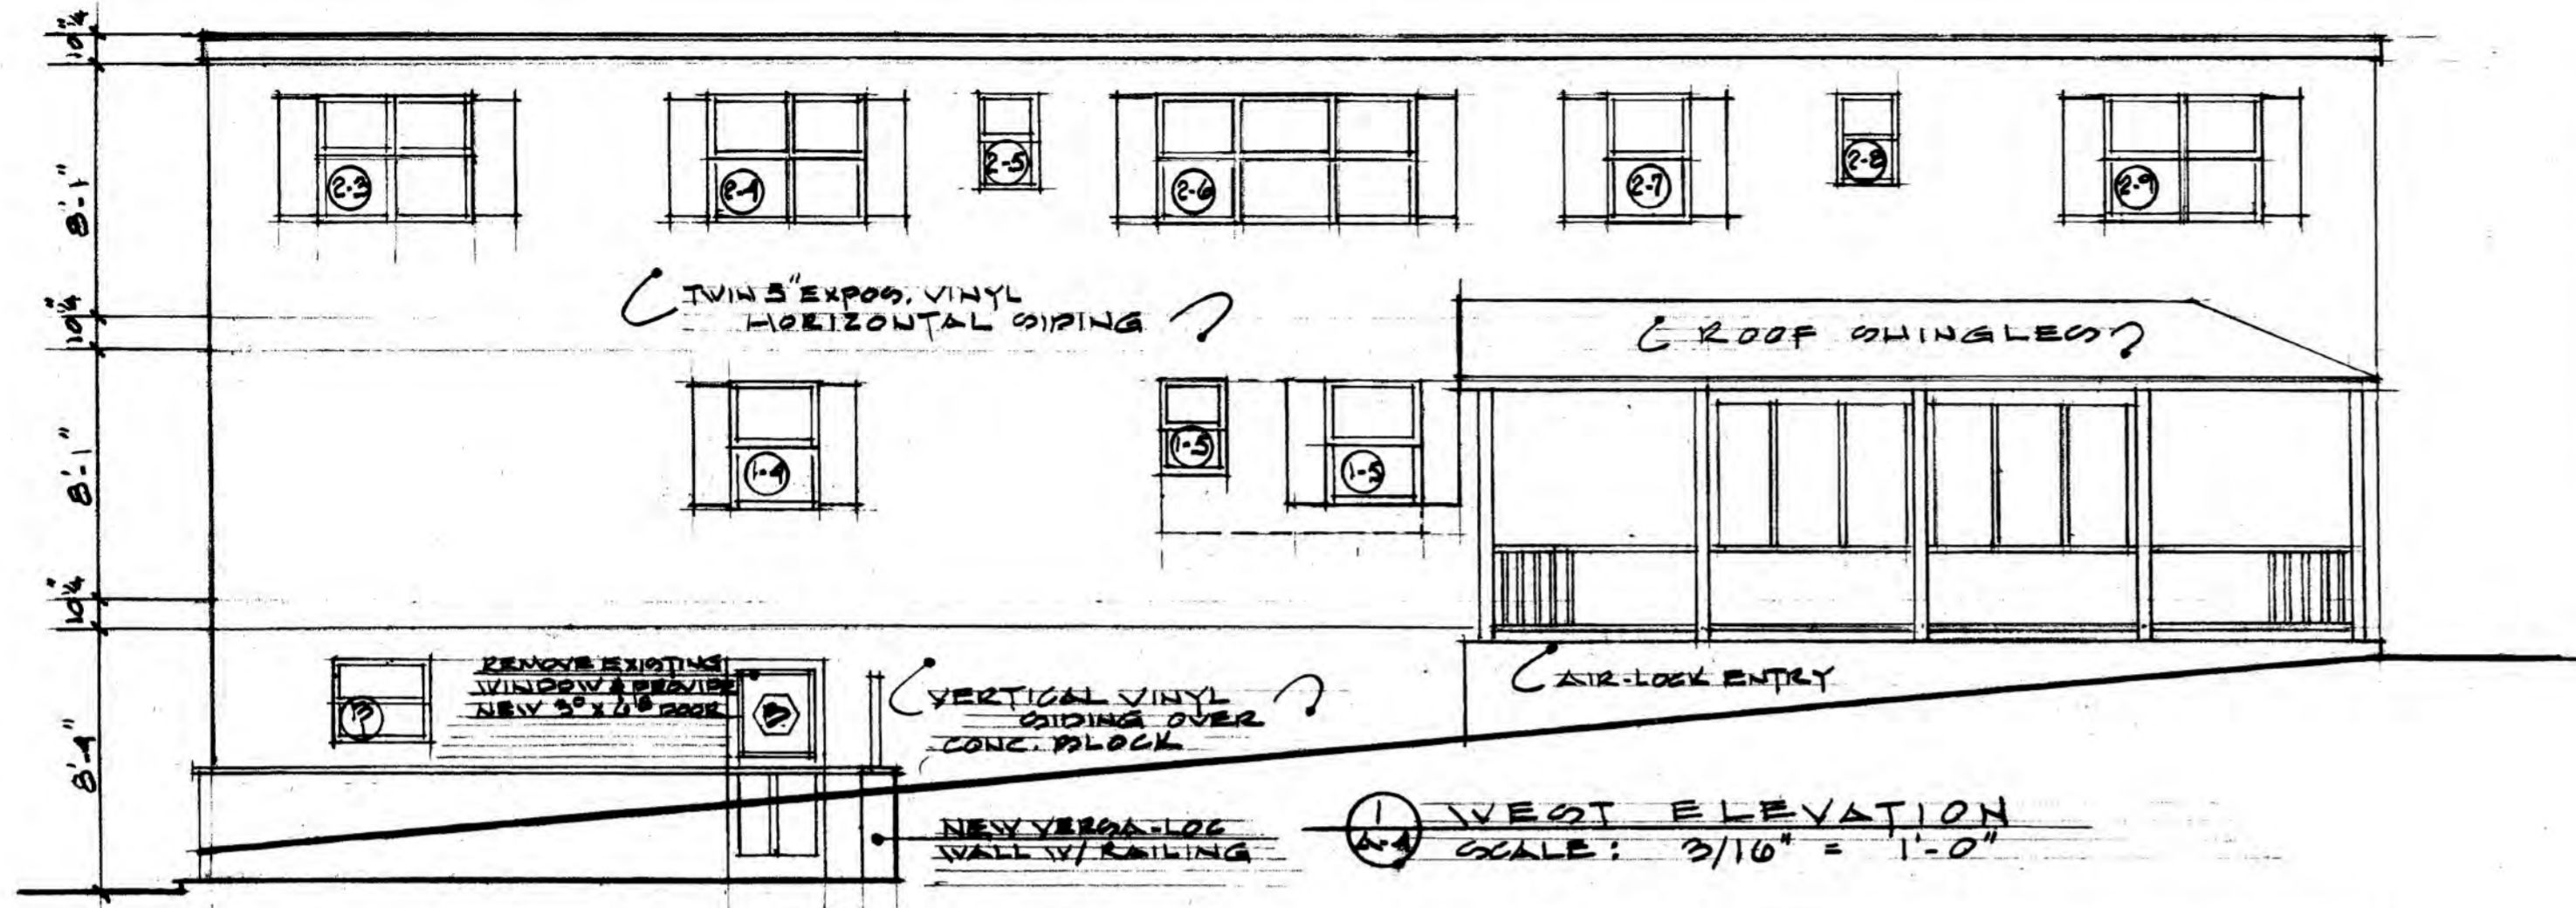 10¼"
8'-1"
10¼"
8'-1"
10¼"
8'-4"
2-3
2-4
2-5
2-6
2-7
2-8
2-9
TWIN 5" EXPOS. VINYL
HORIZONTAL SIDING
ROOF SHINGLES
1-4
1-5
1-5
REMOVE EXISTING
WINDOW & PROVIDE
NEW 3⁰ x 6⁸ DOOR
3
VERTICAL VINYL
SIDING OVER
CONC. BLOCK
AIR-LOCK ENTRY
NEW VERSA-LOC
WALL W/ RAILING
1
A-4
WEST ELEVATION
SCALE: 3/16" = 1'-0"